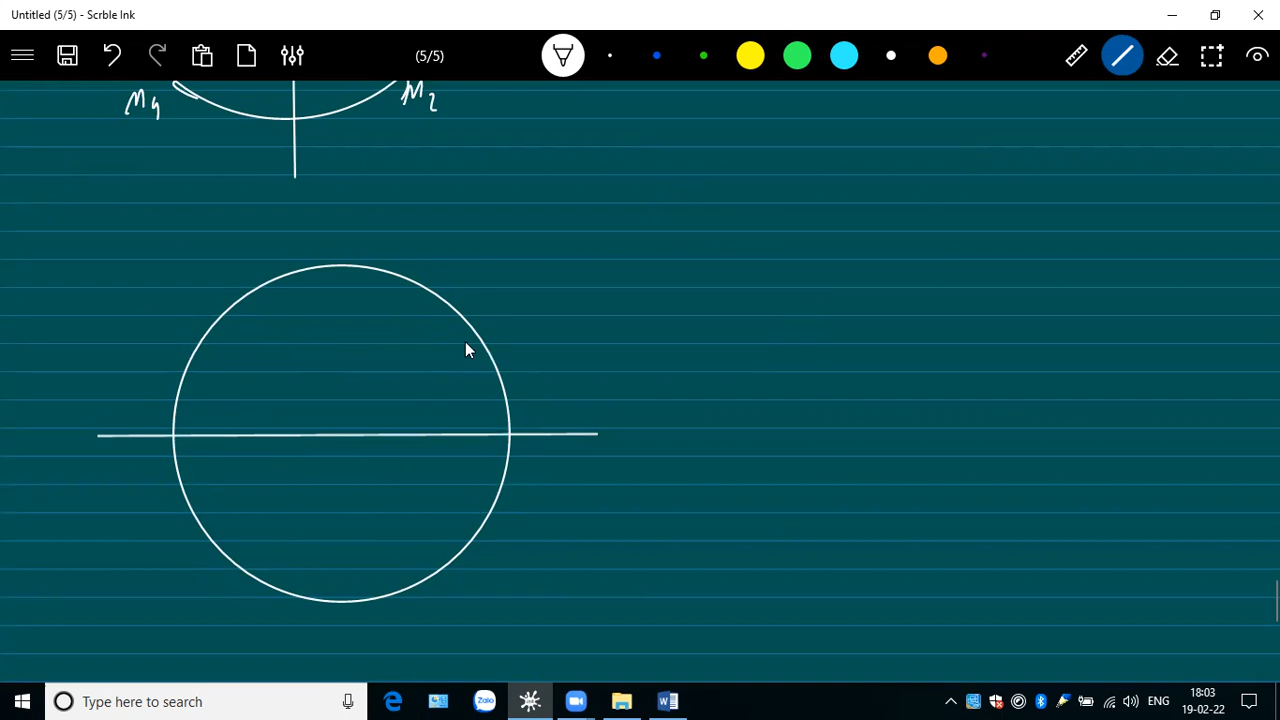 Untitled (5/5) - Scrble Ink
(5/5)
M4 M2
Type here to search
Zalo
W
ENG
18:03
19-02-22